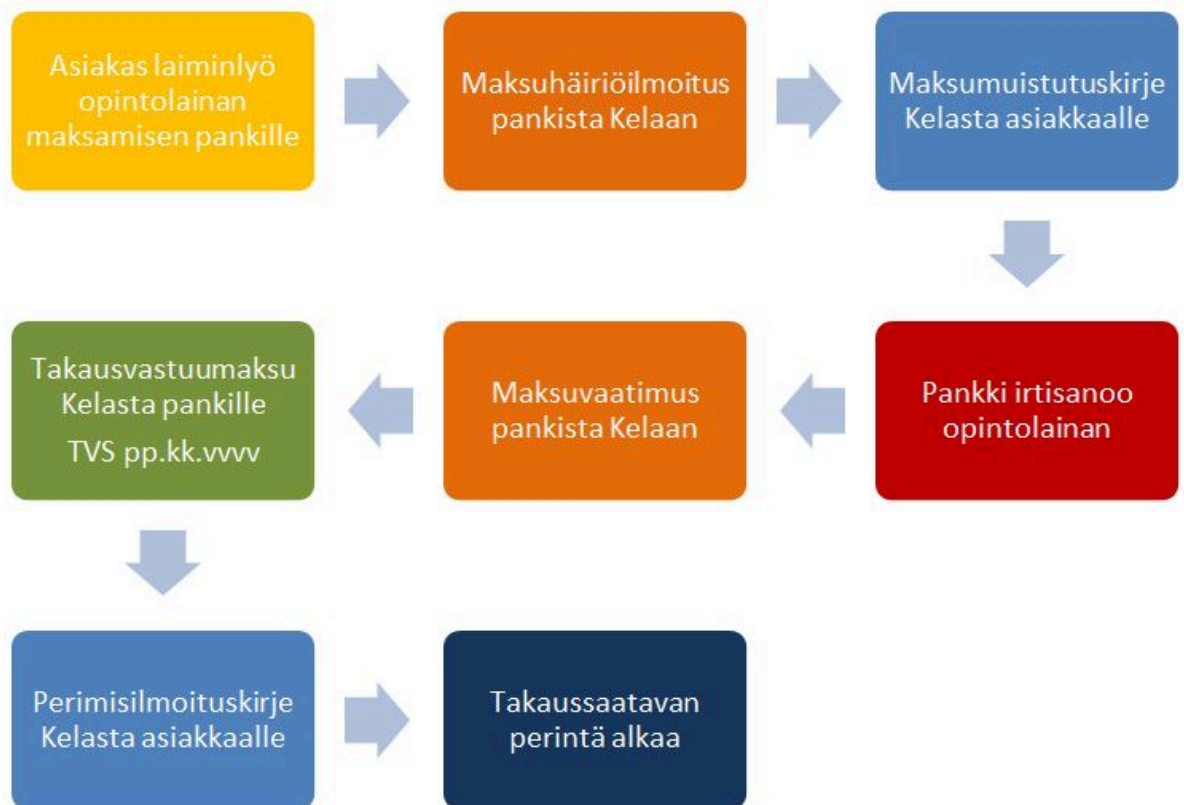 Asiakas laiminlyö
opintolainan
maksamisen pankille
Maksuhäiriöilmoitus
pankista Kelaan
Maksumuistutuskirje
Kelasta asiakkaalle
Pankki irtisanoo
opintolainan
Maksuvaatimus
pankista Kelaan
Takausvastuumaksu
Kelasta pankille
TVS pp.kk.vvvv
Perimisilmoituskirje
Kelasta asiakkaalle
Takaussaatavan
perintä alkaa